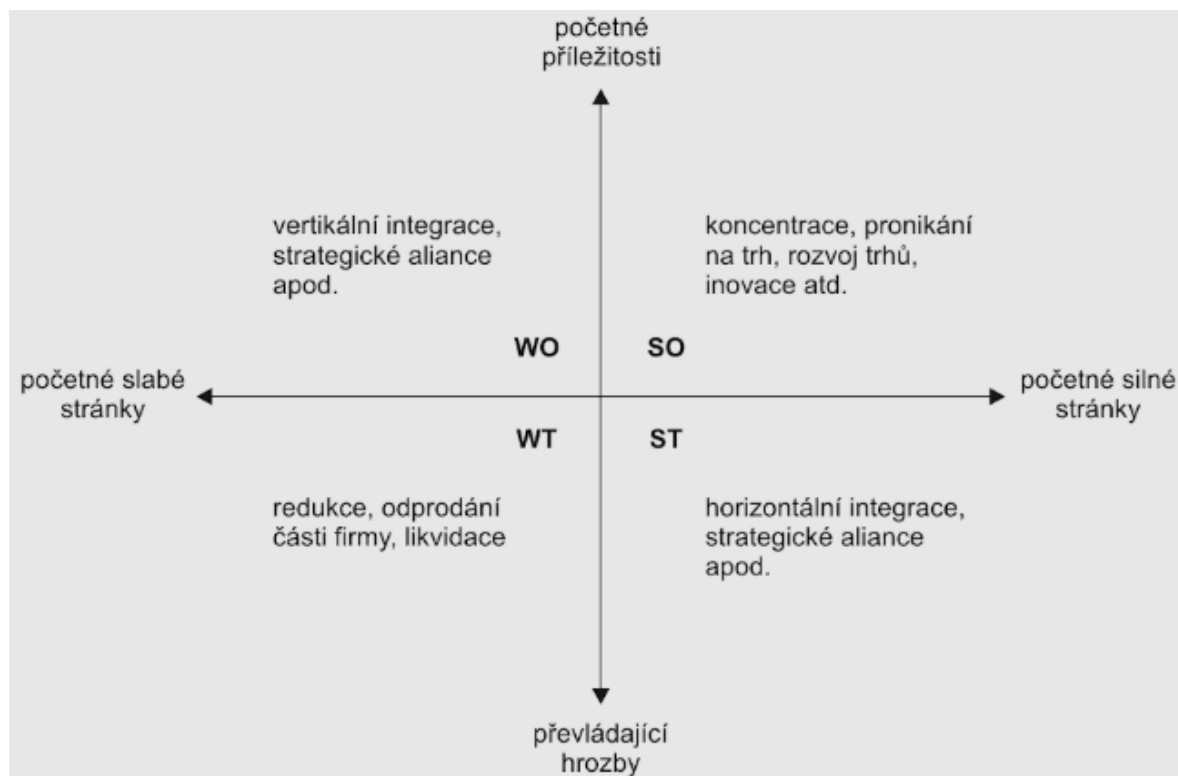 početné
příležitosti
vertikální integrace,
strategické aliance
apod.
koncentrace, pronikání
na trh, rozvoj trhů,
inovace atd.
WO
SO
početné slabé
stránky
početné silné
stránky
WT
ST
redukce, odprodání
části firmy, likvidace
horizontální integrace,
strategické aliance
apod.
převládající
hrozby